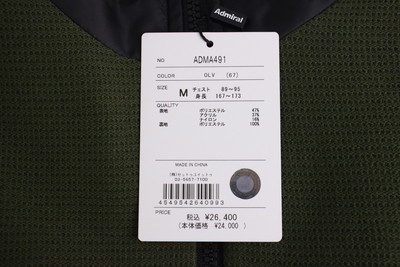 Admiral
NO. ADMA491
COLOR OLV (67)
SIZE M チェスト 89~95
身長 167~173
QUALITY
表地 ポリエステル 47%
アクリル 37%
ナイロン 16%
裏地 ポリエステル 100%
MADE IN CHINA
4549542640993
PRICE
税込 ¥26,400
(本体価格 ¥24,000)